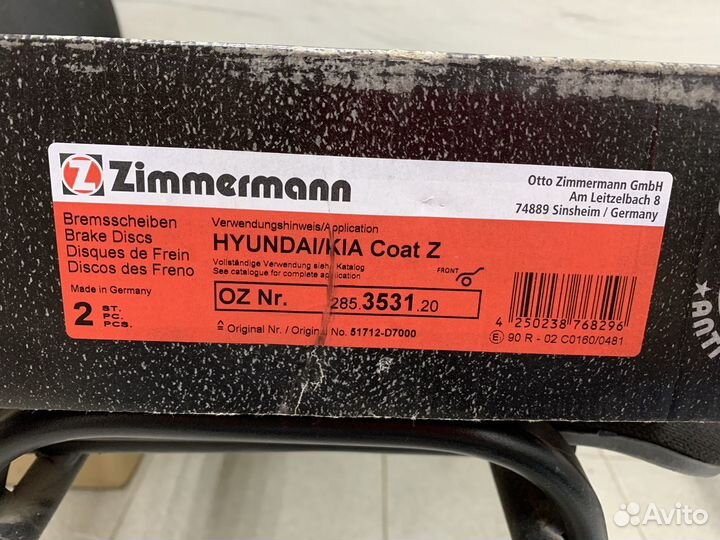 Z Zimmermann
Otto Zimmermann GmbH
Am Leitzelbach 8
74889 Sinsheim / Germany
Bremsscheiben
Brake Discs
Disques de Frein
Discos des Freno
Made in Germany
2 ST.
PC.
PCS.
Verwendungshinweis/Application
HYUNDAI/KIA Coat Z
Vollständige Verwendung siehe Katalog
See catalogue for complete application
FRONT
OZ Nr. 285.3531.20
≙ Original Nr. / Original No. 51712-D7000
4 250238 768296
E1 90 R - 02 C0160/0481
ANTI
Avito